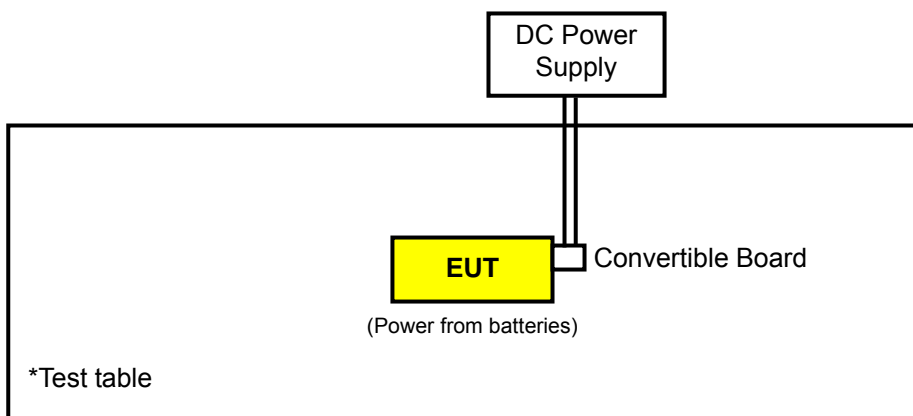 DC Power
Supply
EUT
Convertible Board
(Power from batteries)
*Test table